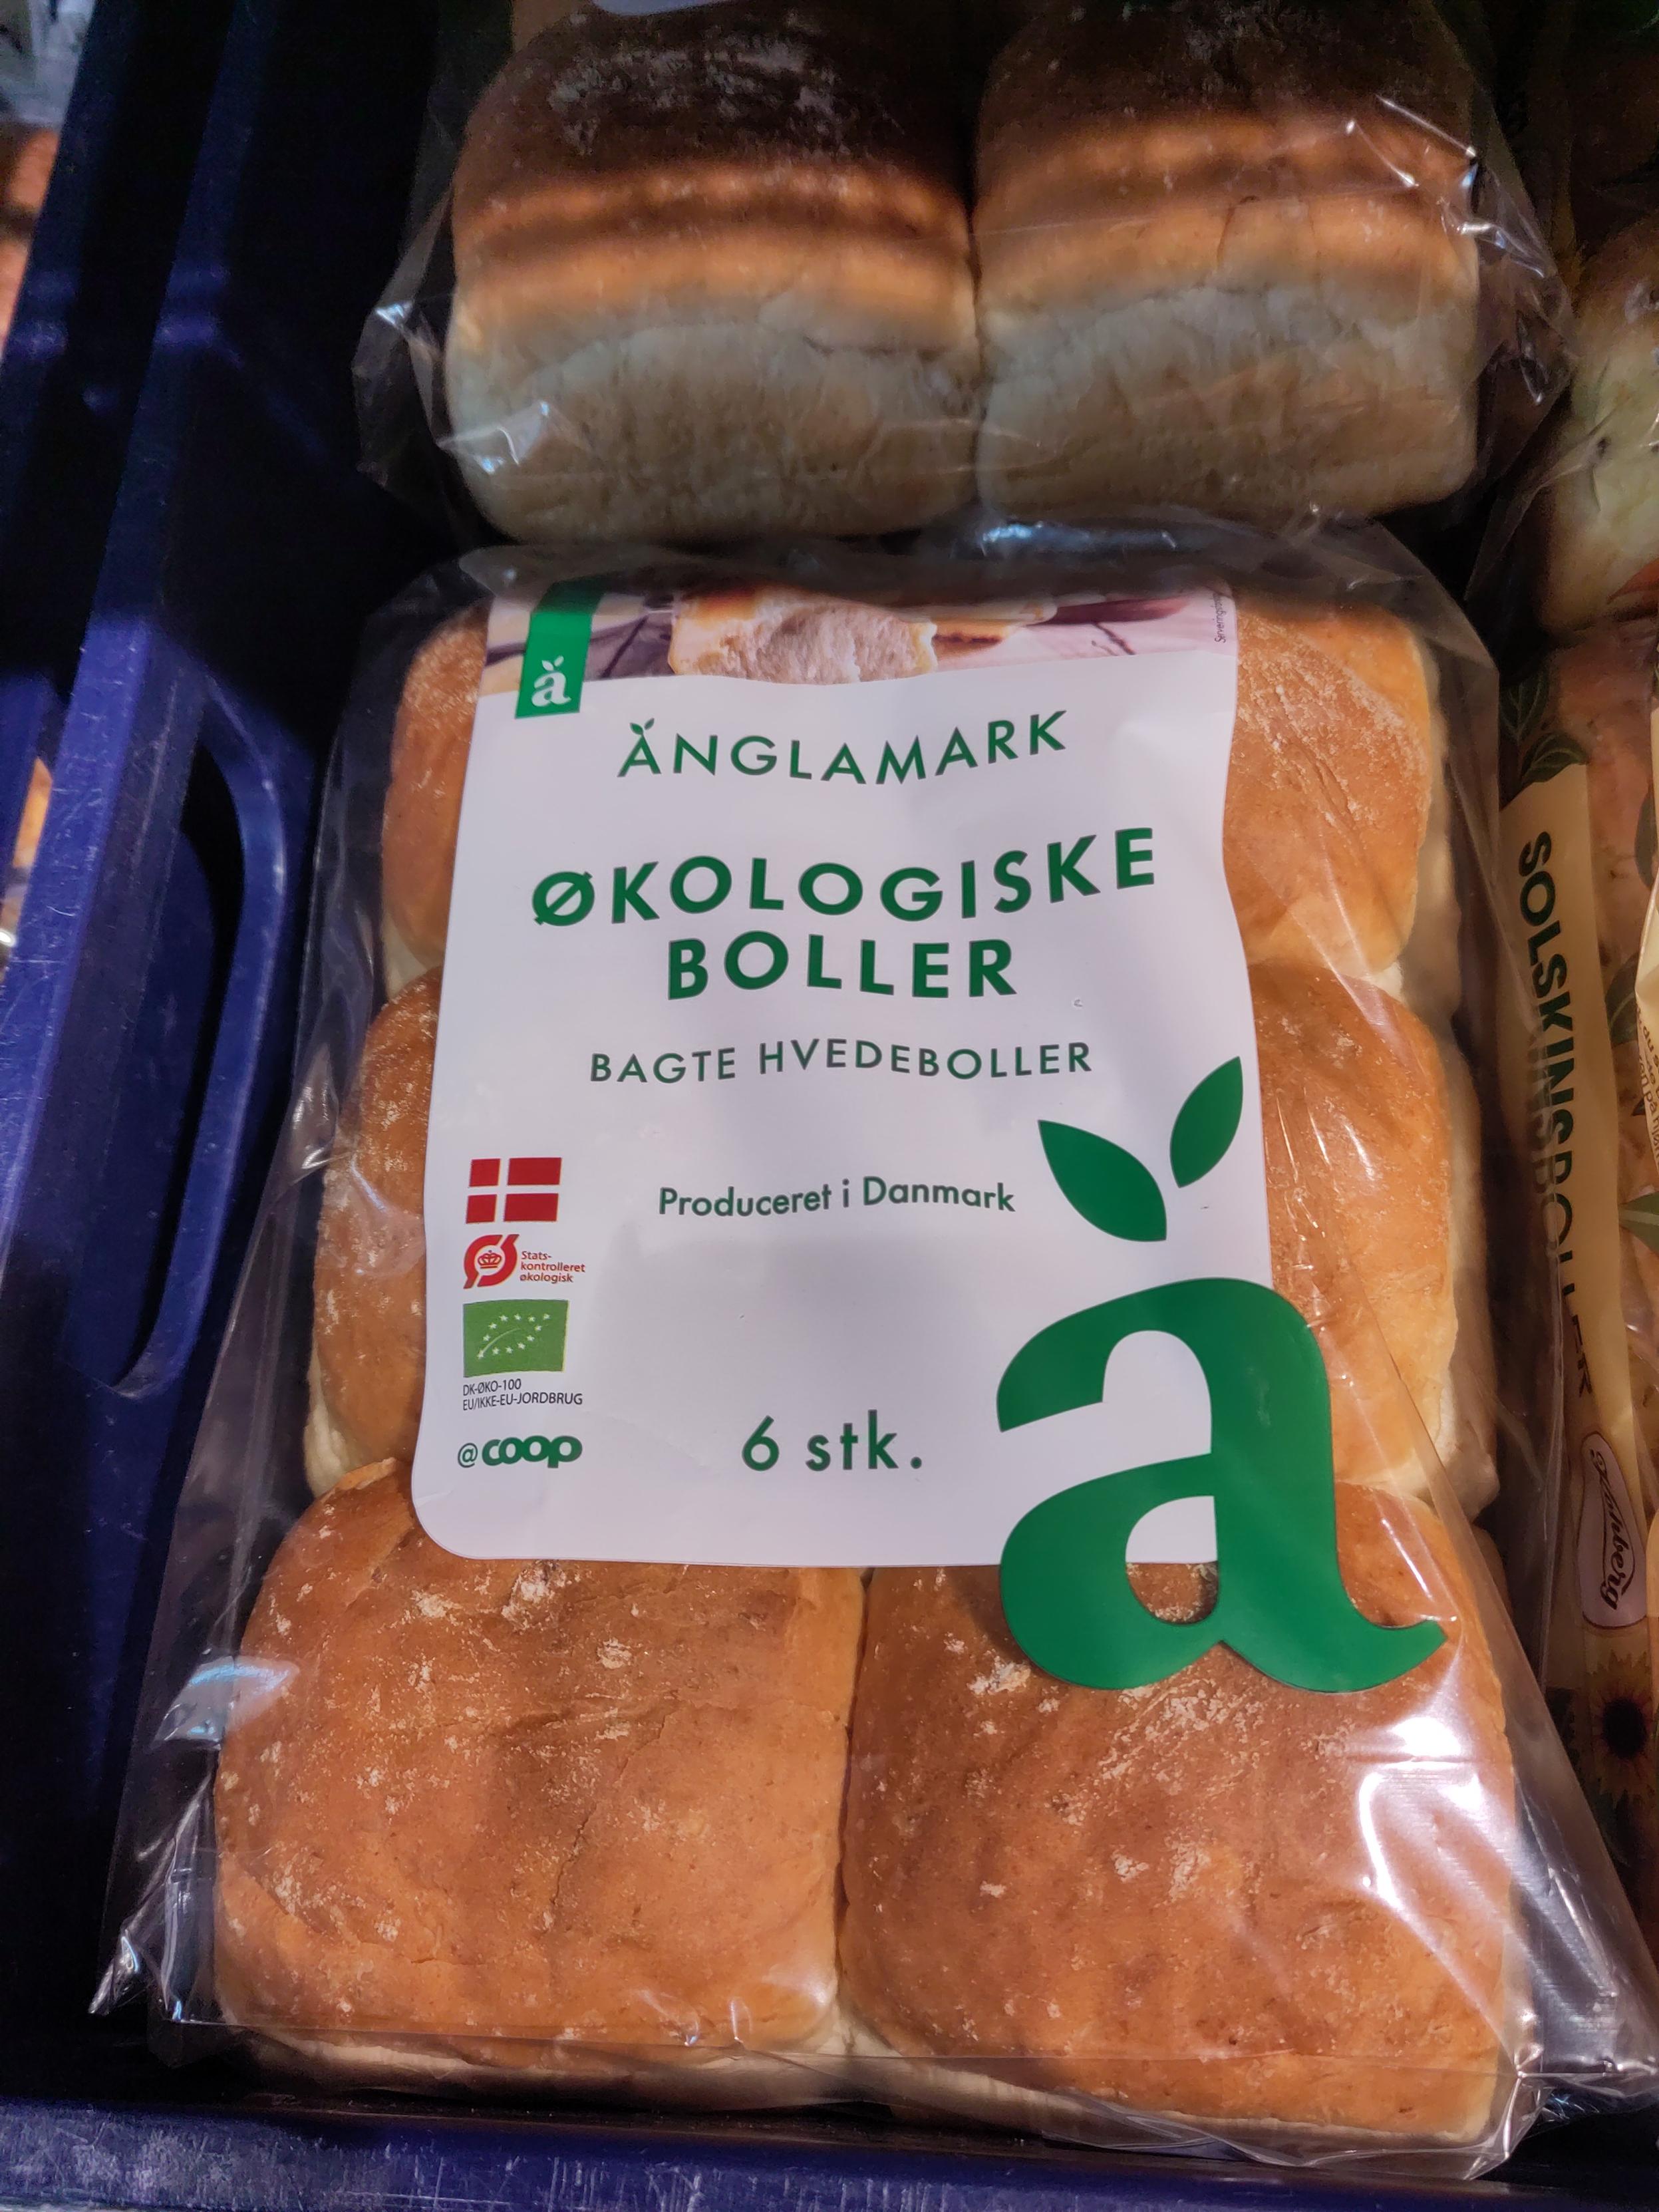 å
ÄNGLAMARK
ØKOLOGISKE
BOLLER
BAGTE HVEDEBOLLER
Produceret i Danmark
Stats-
kontrolleret
økologisk
DK-ØKO-100
EU/IKKE-EU-JORDBRUG
@coop
6 stk.
ä
SOLSKINSBOLLER